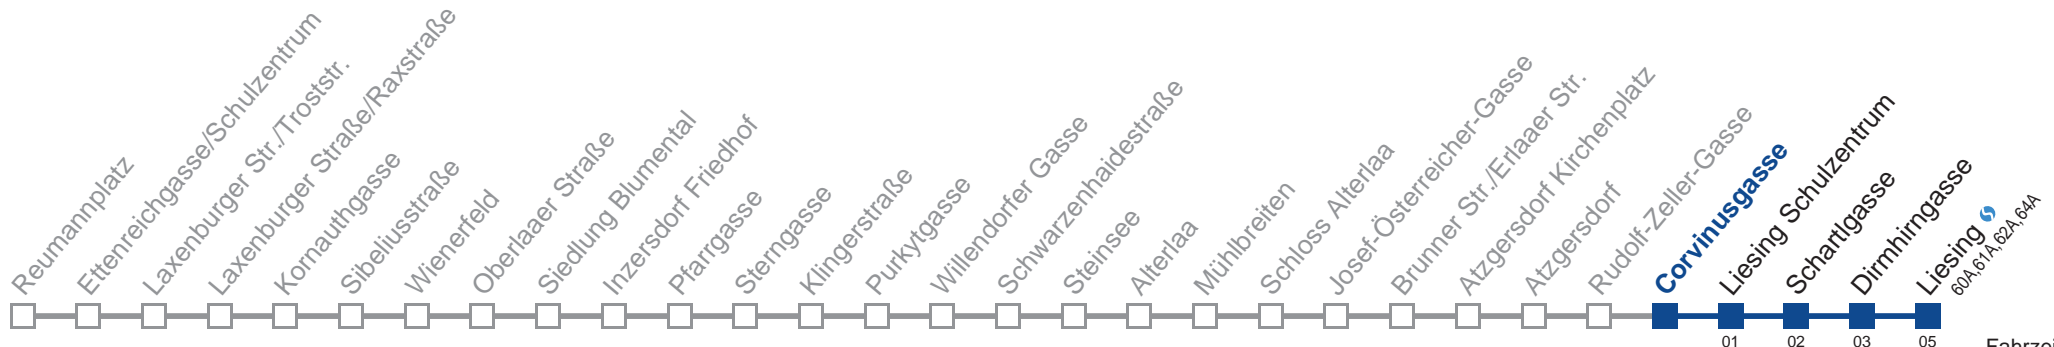 Reumannplatz
Ettenreichgasse/Schulzentrum
Laxenburger Str./Troststr.
Laxenburger Straße/Raxstraße
Kornauthgasse
Sibeliusstraße
Wienerfeld
Oberlaaer Straße
Siedlung Blumental
Inzersdorf Friedhof
Pfarrgasse
Sterngasse
Klingerstraße
Purkytgasse
Willendorfer Gasse
Schwarzenhaidestraße
Steinsee
Alterlaa
Mühlbreiten
Schloss Alterlaa
Josef-Österreicher-Gasse
Brunner Str./Erlaaer Str.
Atzgersdorf Kirchenplatz
Atzgersdorf
Rudolf-Zeller-Gasse
Corvinusgasse
Liesing Schulzentrum
Schartlgasse
Dirmhirngasse
Liesing
60A,61A,62A,64A
01 02 03 05